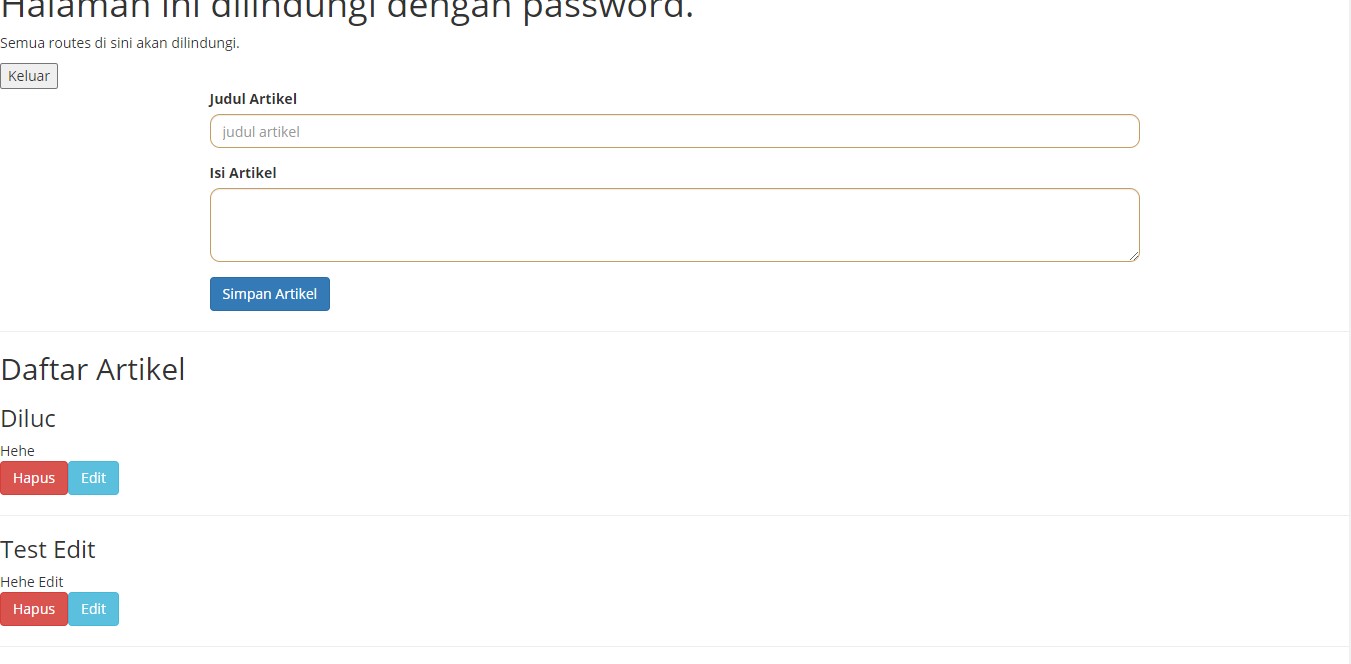 Halaman ini dilindungi dengan password.
Semua routes di sini akan dilindungi.
Keluar
Judul Artikel
judul artikel
Isi Artikel
Simpan Artikel
Daftar Artikel
Diluc
Hehe
Hapus Edit
Test Edit
Hehe Edit
Hapus Edit